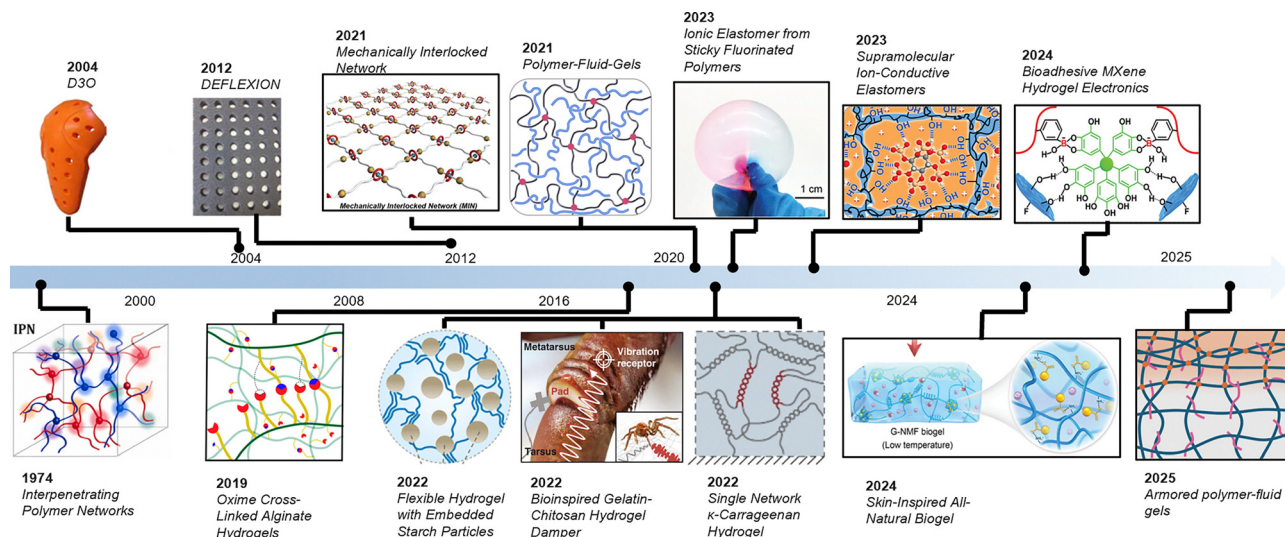 2004
D3O
2012
DEFLEXION
2021
Mechanically Interlocked
Network
Mechanically Interlocked Network (MIN)
2021
Polymer-Fluid-Gels
2023
Ionic Elastomer from
Sticky Fluorinated
Polymers
1 cm
2023
Supramolecular
Ion-Conductive
Elastomers
2024
Bioadhesive MXene
Hydrogel Electronics
2004
2012
2020
2025
2000
2008
2016
2024
IPN
1974
Interpenetrating
Polymer Networks
2019
Oxime Cross-
Linked Alginate
Hydrogels
2022
Flexible Hydrogel
with Embedded
Starch Particles
Metatarsus
Vibration
receptor
Pad
Tarsus
2022
Bioinspired Gelatin-
Chitosan Hydrogel
Damper
2022
Single Network
κ-Carrageenan
Hydrogel
G-NMF biogel
(Low temperature)
2024
Skin-Inspired All-
Natural Biogel
2025
Armored polymer-fluid
gels